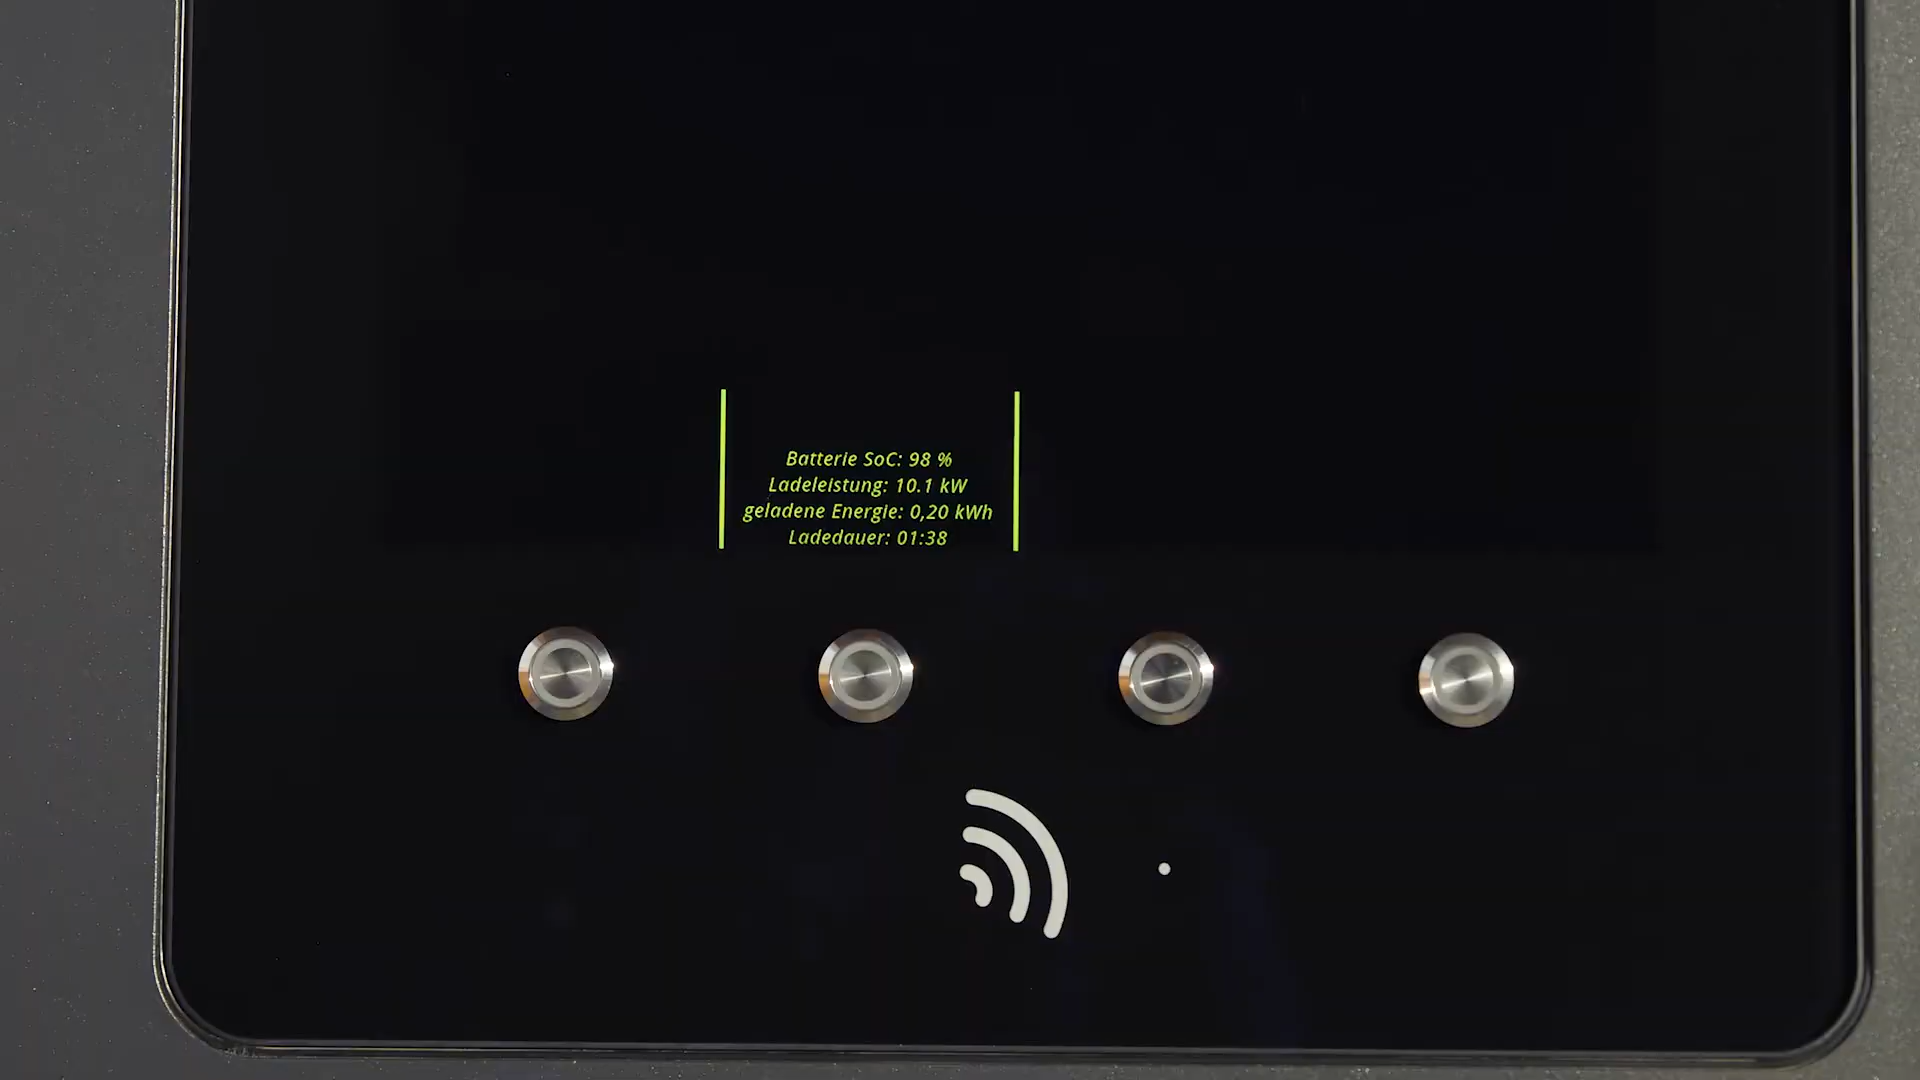 Batterie SoC: 98 %
Ladeleistung: 10.1 kW
geladene Energie: 0,20 kWh
Ladedauer: 01:38